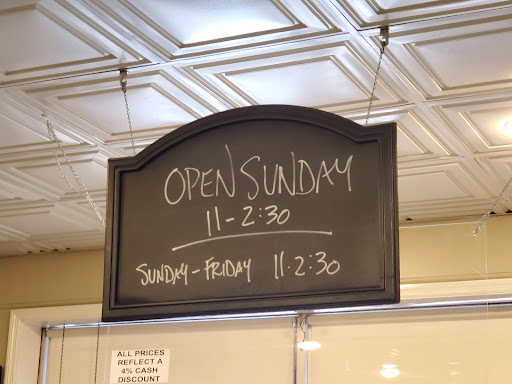 OPEN SUNDAY
11-2:30
SUNDAY-FRIDAY 11.2:30
ALL PRICES
REFLECT A
4% CASH
DISCOUNT